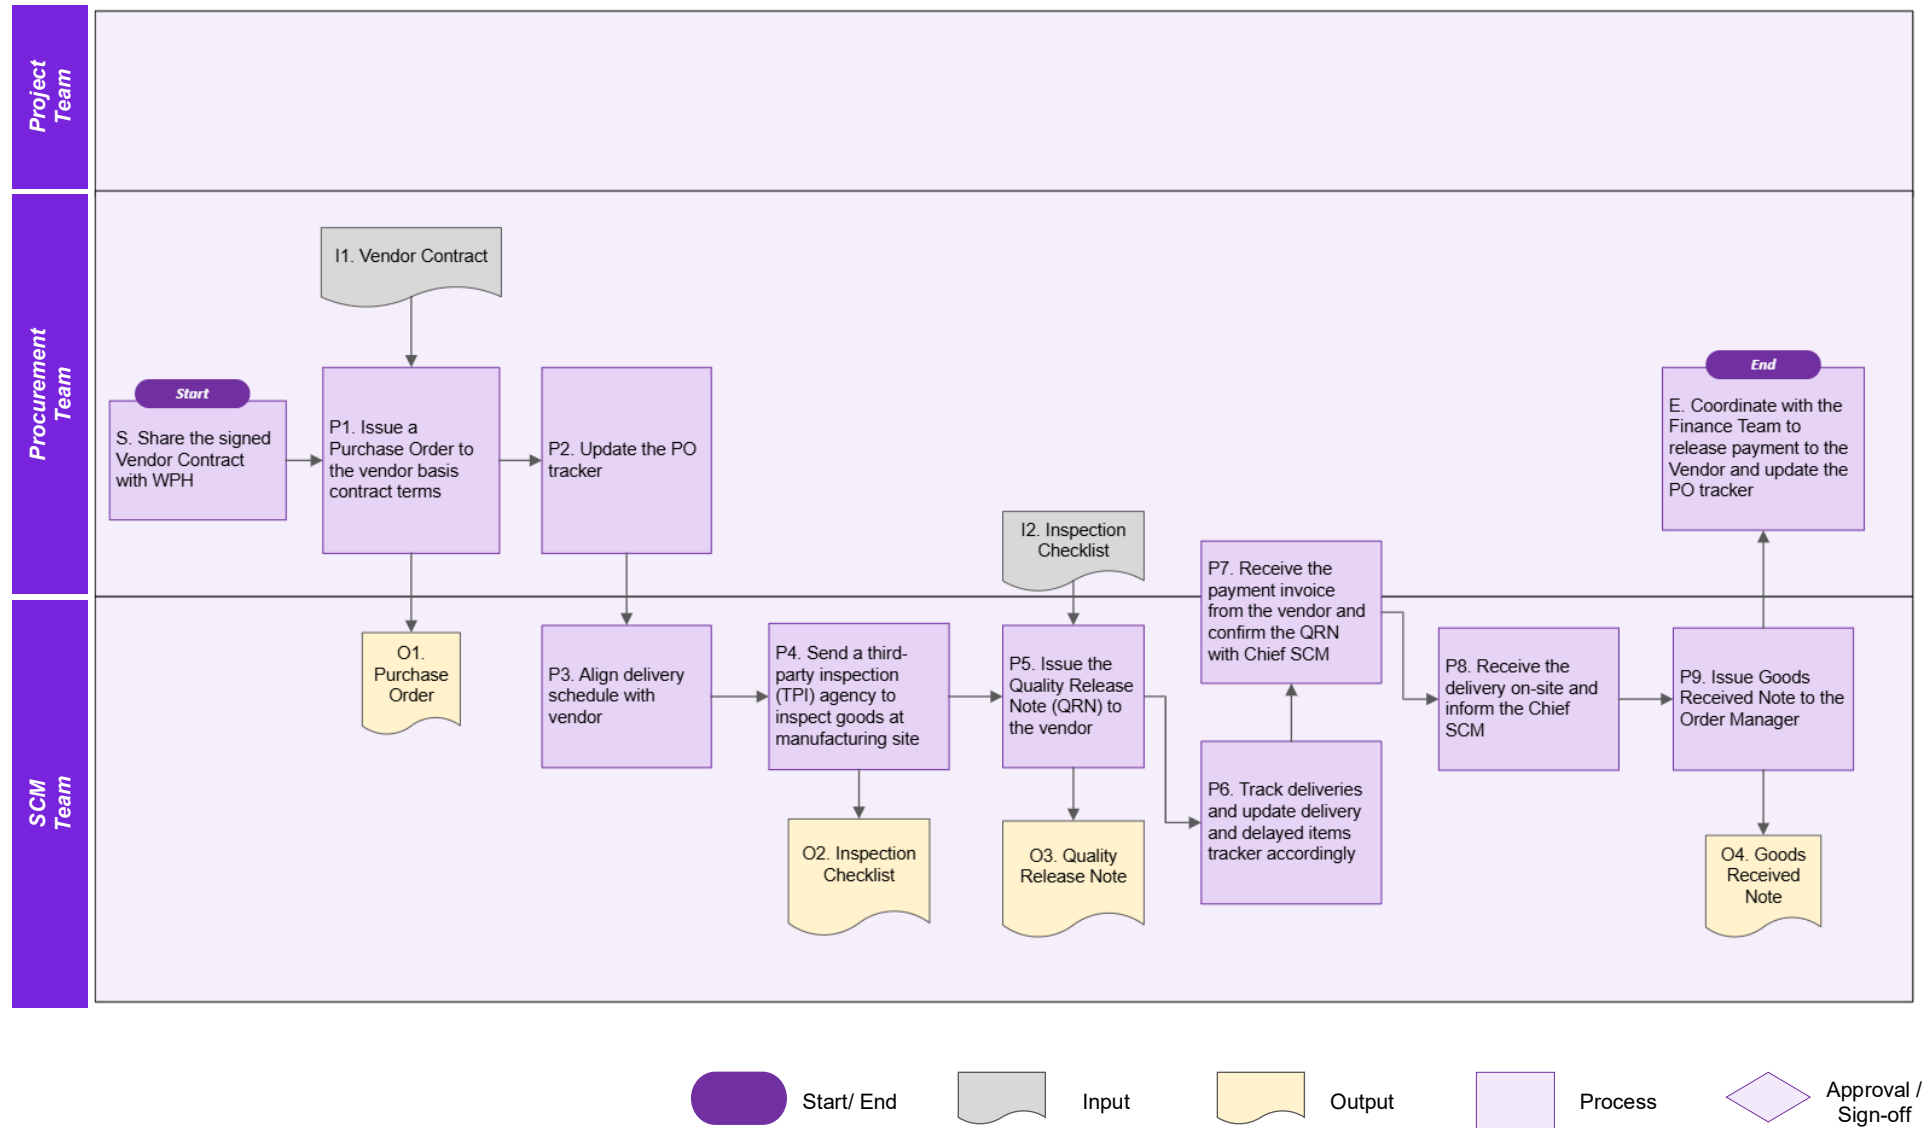 Project
Team
Procurement
Team
I1. Vendor Contract
Start
S. Share the signed
Vendor Contract
with WPH
P1. Issue a
Purchase Order to
the vendor basis
contract terms
P2. Update the PO
tracker
I2. Inspection
Checklist
P7. Receive the
payment invoice
from the vendor and
confirm the QRN
with Chief SCM
End
E. Coordinate with the
Finance Team to
release payment to the
Vendor and update the
PO tracker
SCM
Team
O1.
Purchase
Order
P3. Align delivery
schedule with
vendor
P4. Send a third-
party inspection
(TPI) agency to
inspect goods at
manufacturing site
P5. Issue the
Quality Release
Note (QRN) to
the vendor
P6. Track deliveries
and update delivery
and delayed items
tracker accordingly
P8. Receive the
delivery on-site and
inform the Chief
SCM
P9. Issue Goods
Received Note to the
Order Manager
O2. Inspection
Checklist
O3. Quality
Release Note
O4. Goods
Received
Note
Start/ End
Input
Output
Process
Approval /
Sign-off